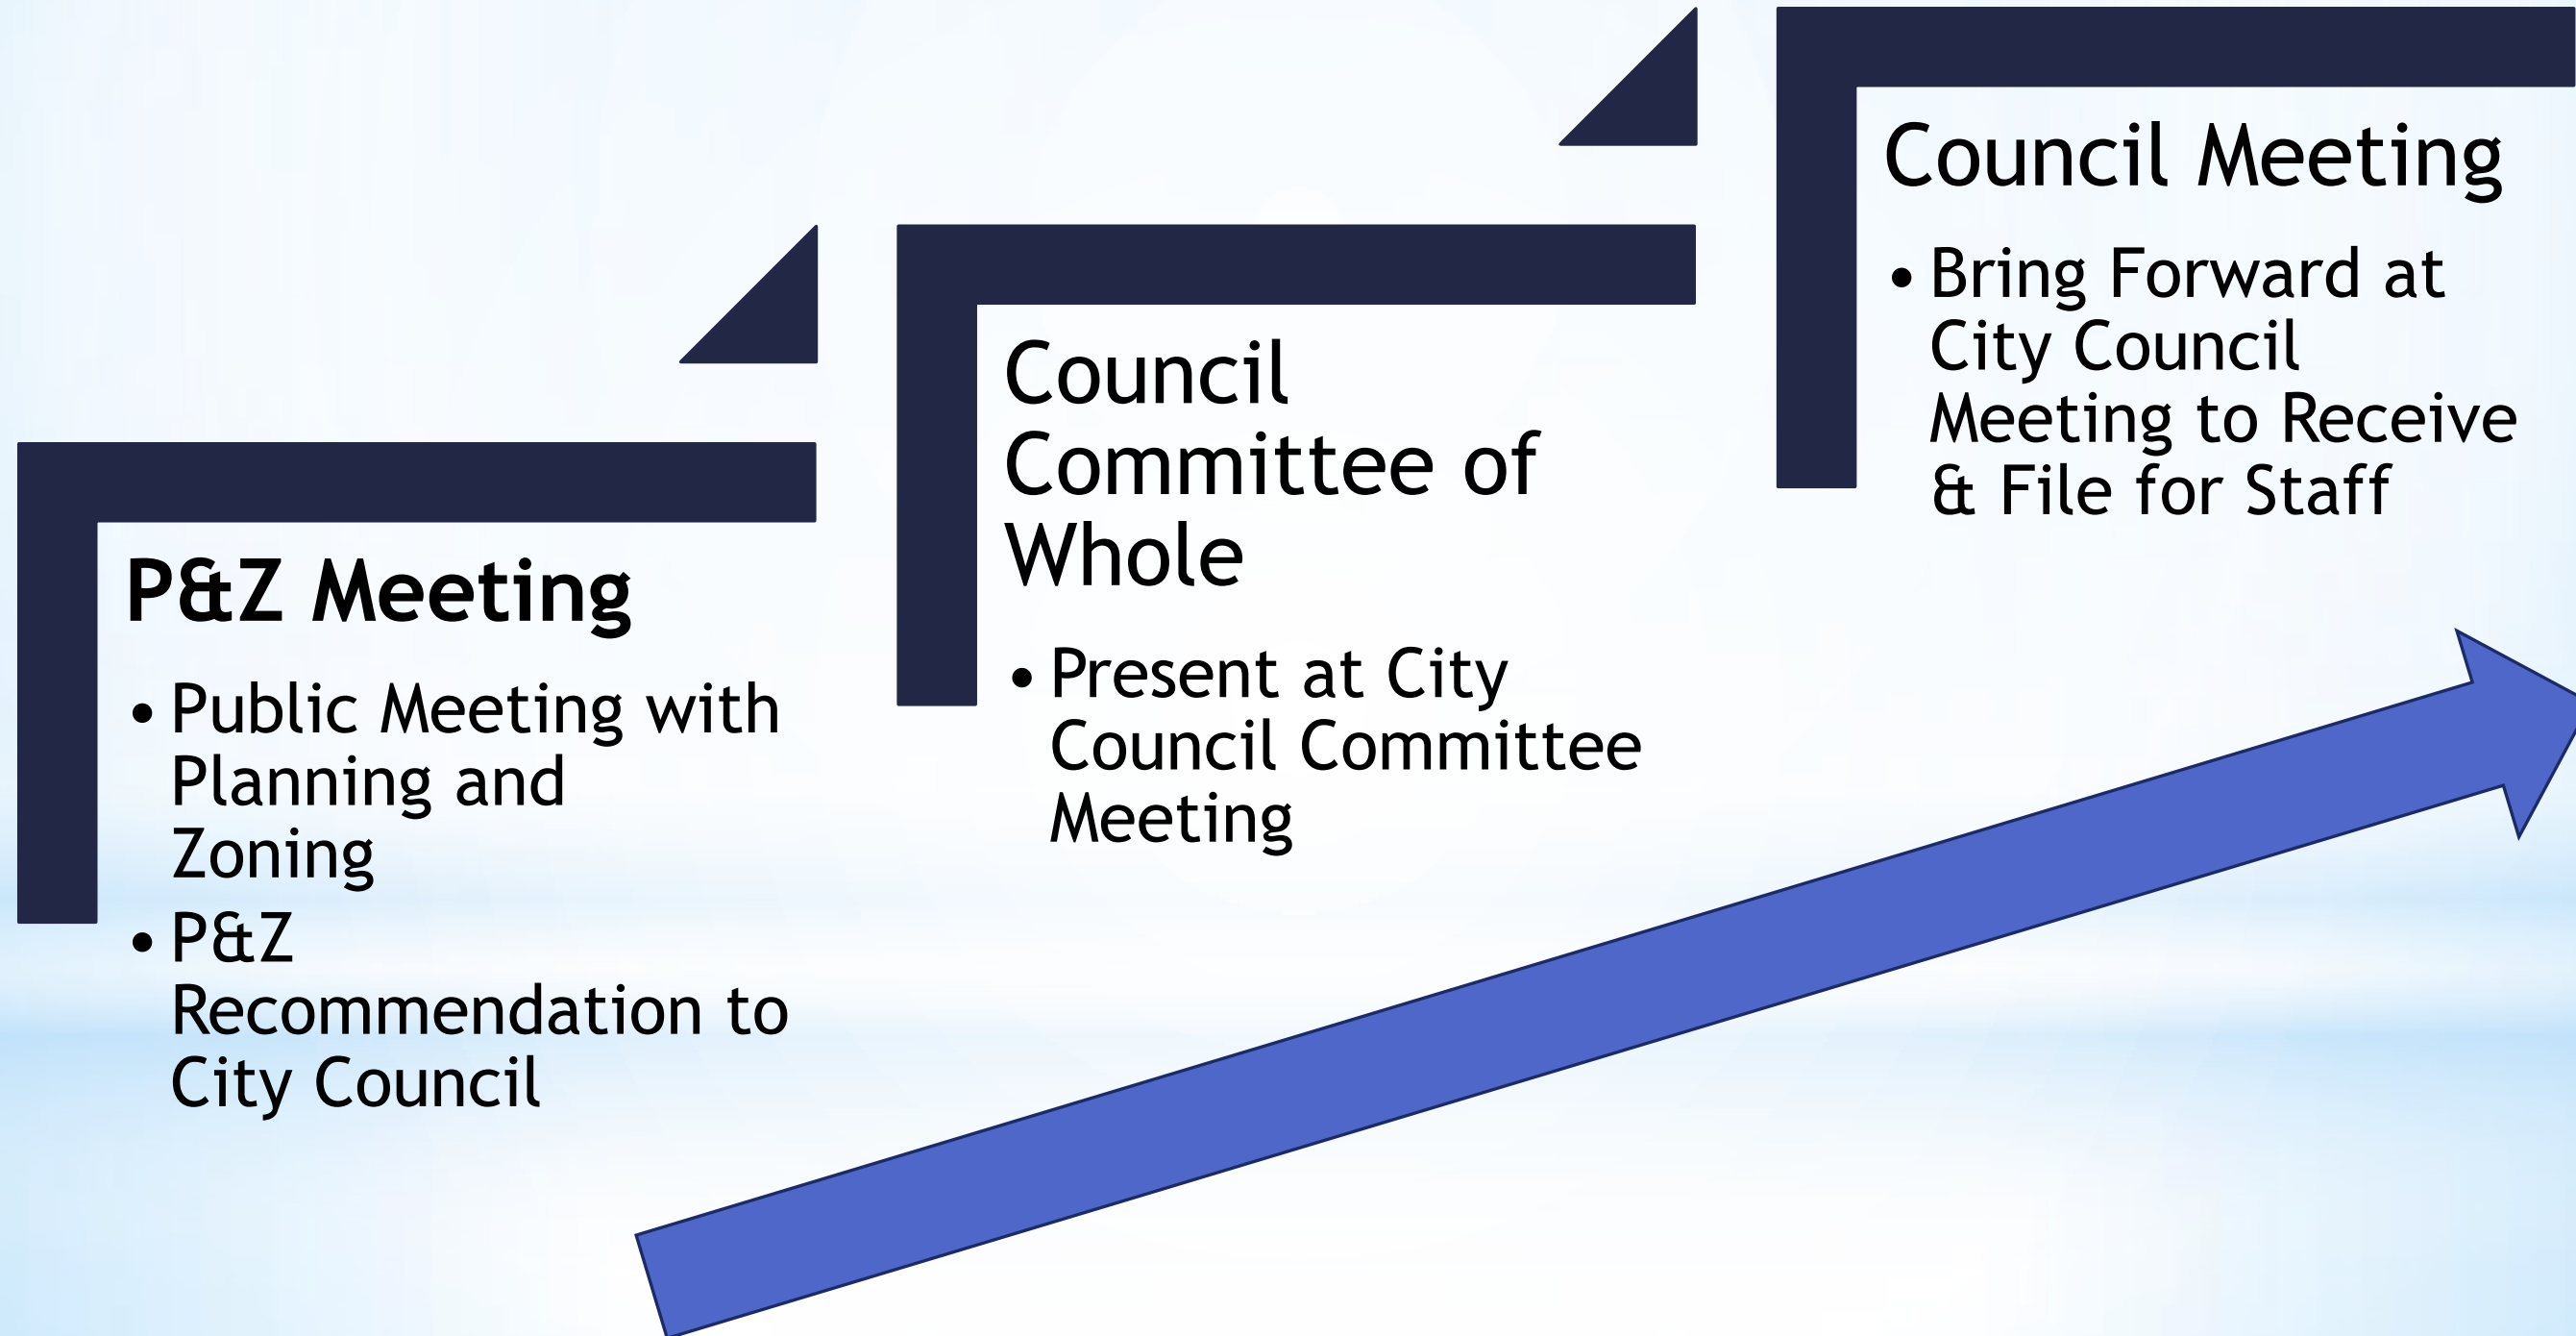 P&Z Meeting
• Public Meeting with
Planning and
Zoning
• P&Z
Recommendation to
City Council
Council
Committee of
Whole
• Present at City
Council Committee
Meeting
Council Meeting
• Bring Forward at
City Council
Meeting to Receive
& File for Staff